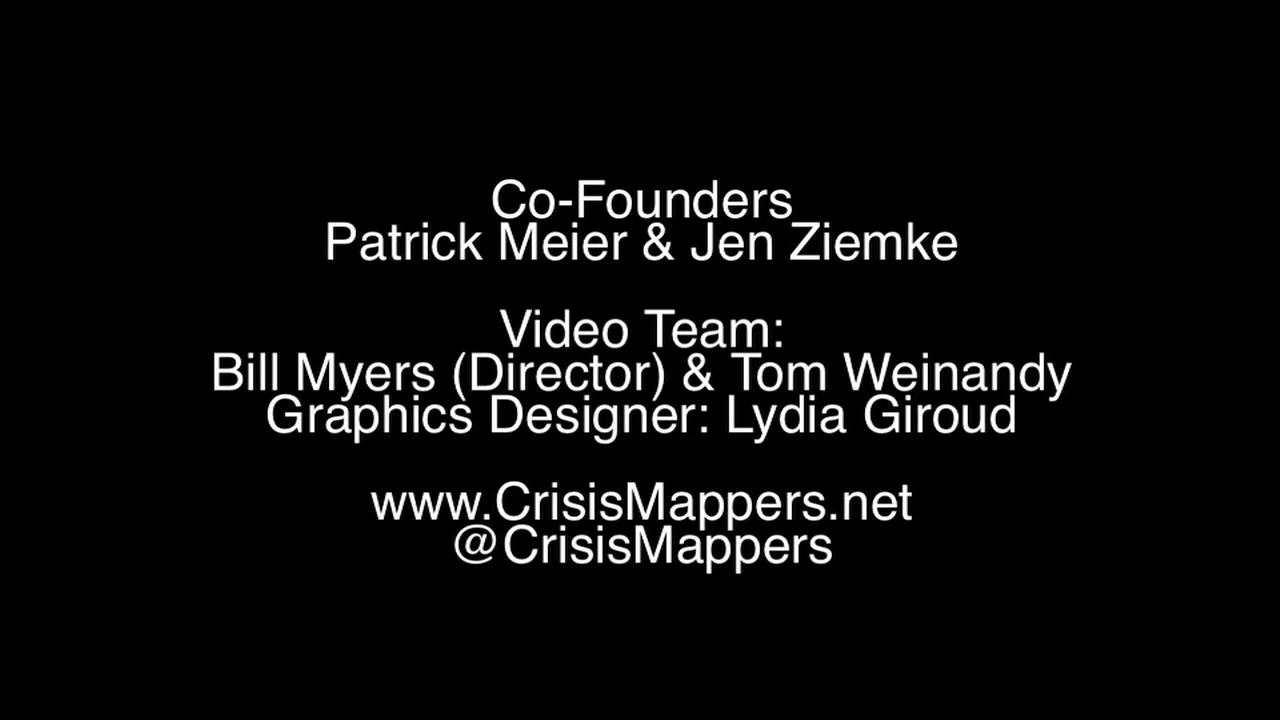 Co-Founders
Patrick Meier & Jen Ziemke
Video Team:
Bill Myers (Director) & Tom Weinandy
Graphics Designer: Lydia Giroud
www.CrisisMappers.net
@CrisisMappers